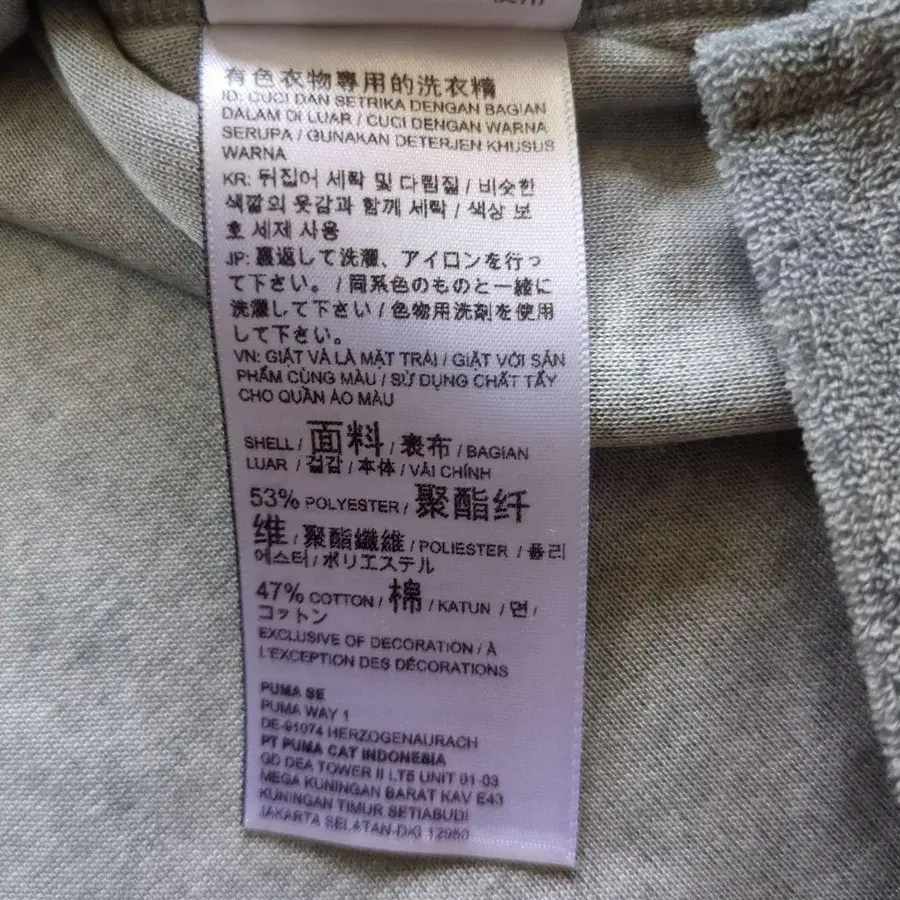 使用
有色衣物專用的洗衣精
ID: CUCI DAN SETRIKA DENGAN BAGIAN
DALAM DI LUAR / CUCI DENGAN WARNA
SERUPA / GUNAKAN DETERJEN KHUSUS
WARNA
KR: 뒤집어 세탁 및 다림질 / 비슷한
색깔의 옷감과 함께 세탁 / 색상 보
호 세제 사용
JP: 裏返して洗濯、アイロンを行っ
て下さい。 / 同系色のものと一緒に
洗濯して下さい / 色物用洗剤を使用
して下さい。
VN: GIẶT VÀ LÀ MẶT TRÁI / GIẶT VỚI SẢN
PHẨM CÙNG MÀU / SỬ DỤNG CHẤT TẨY
CHO QUẦN ÁO MÀU
SHELL / 面料 / 表布 / BAGIAN
LUAR / 겉감 / 本体 / VẢI CHÍNH
53% POLYESTER / 聚酯纤
维 / 聚酯纖維 / POLIESTER / 폴리
에스터 / ポリエステル
47% COTTON / 棉 / KATUN / 면 /
コットン
EXCLUSIVE OF DECORATION / À
L'EXCEPTION DES DÉCORATIONS
PUMA SE
PUMA WAY 1
DE-91074 HERZOGENAURACH
PT PUMA CAT INDONESIA
GD DEA TOWER II LT5 UNIT 01-03
MEGA KUNINGAN BARAT KAV E43
KUNINGAN TIMUR SETIABUDI
JAKARTA SELATAN-DKI 12950